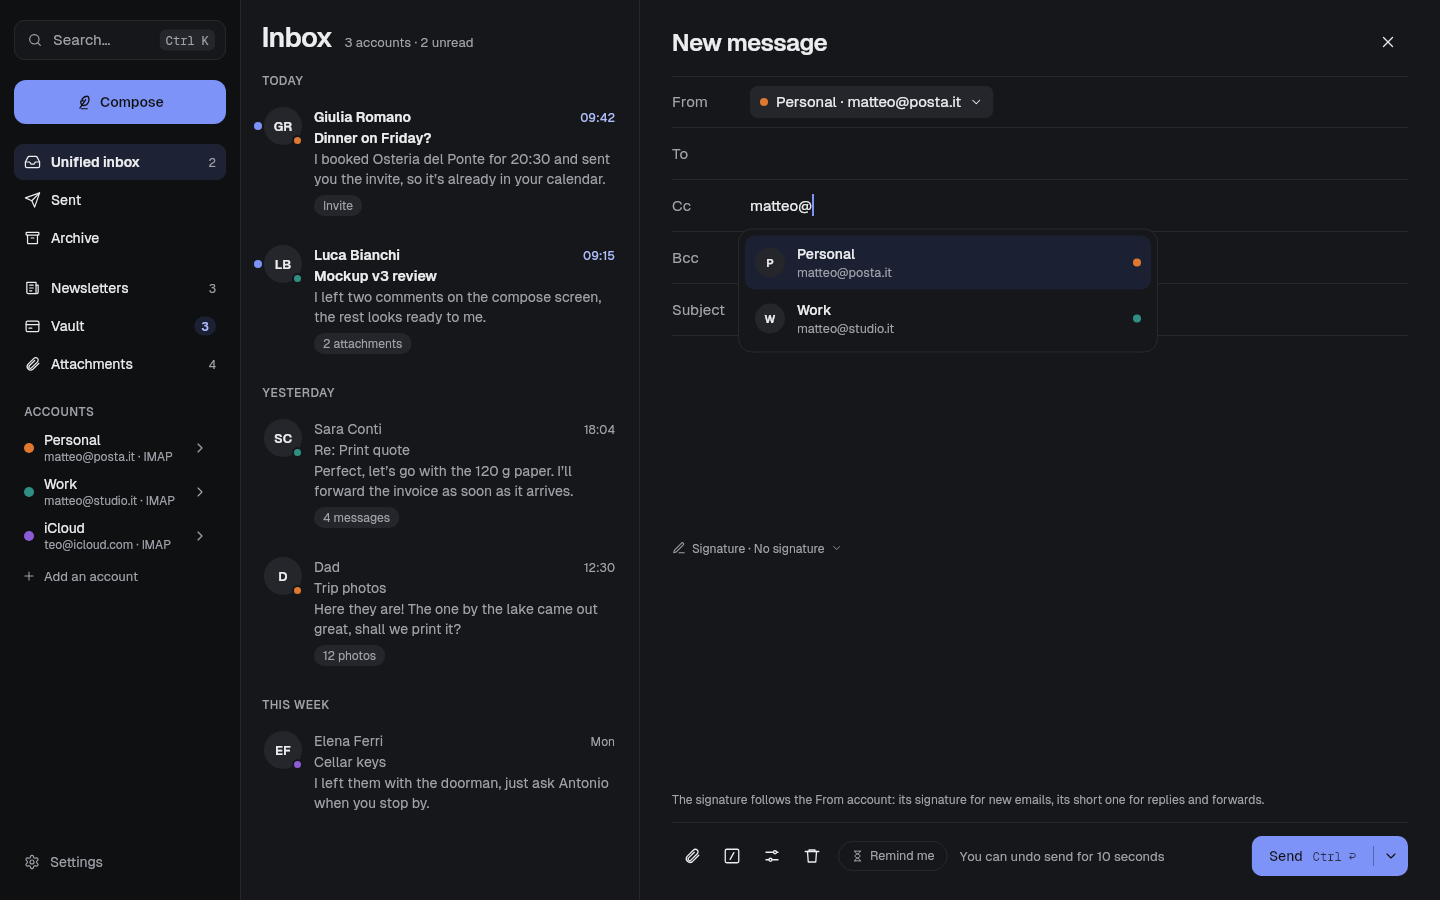 Search...
Ctrl K
Compose
Unified inbox
2
Sent
Archive
Newsletters
3
Vault
3
Attachments
4
ACCOUNTS
Personal
matteo@posta.it · IMAP
Work
matteo@studio.it · IMAP
iCloud
teo@icloud.com · IMAP
Add an account
Settings
Inbox
3 accounts · 2 unread
TODAY
GR
Giulia Romano
09:42
Dinner on Friday?
I booked Osteria del Ponte for 20:30 and sent
you the invite, so it's already in your calendar.
Invite
LB
Luca Bianchi
09:15
Mockup v3 review
I left two comments on the compose screen,
the rest looks ready to me.
2 attachments
YESTERDAY
SC
Sara Conti
18:04
Re: Print quote
Perfect, let's go with the 120 g paper. I'll
forward the invoice as soon as it arrives.
4 messages
D
Dad
12:30
Trip photos
Here they are! The one by the lake came out
great, shall we print it?
12 photos
THIS WEEK
EF
Elena Ferri
Mon
Cellar keys
I left them with the doorman, just ask Antonio
when you stop by.
New message
From
Personal · matteo@posta.it
To
Cc
matteo@
Bcc
Subject
P
Personal
matteo@posta.it
W
Work
matteo@studio.it
Signature · No signature
The signature follows the From account: its signature for new emails, its short one for replies and forwards.
Remind me
You can undo send for 10 seconds
Send
Ctrl ⮐